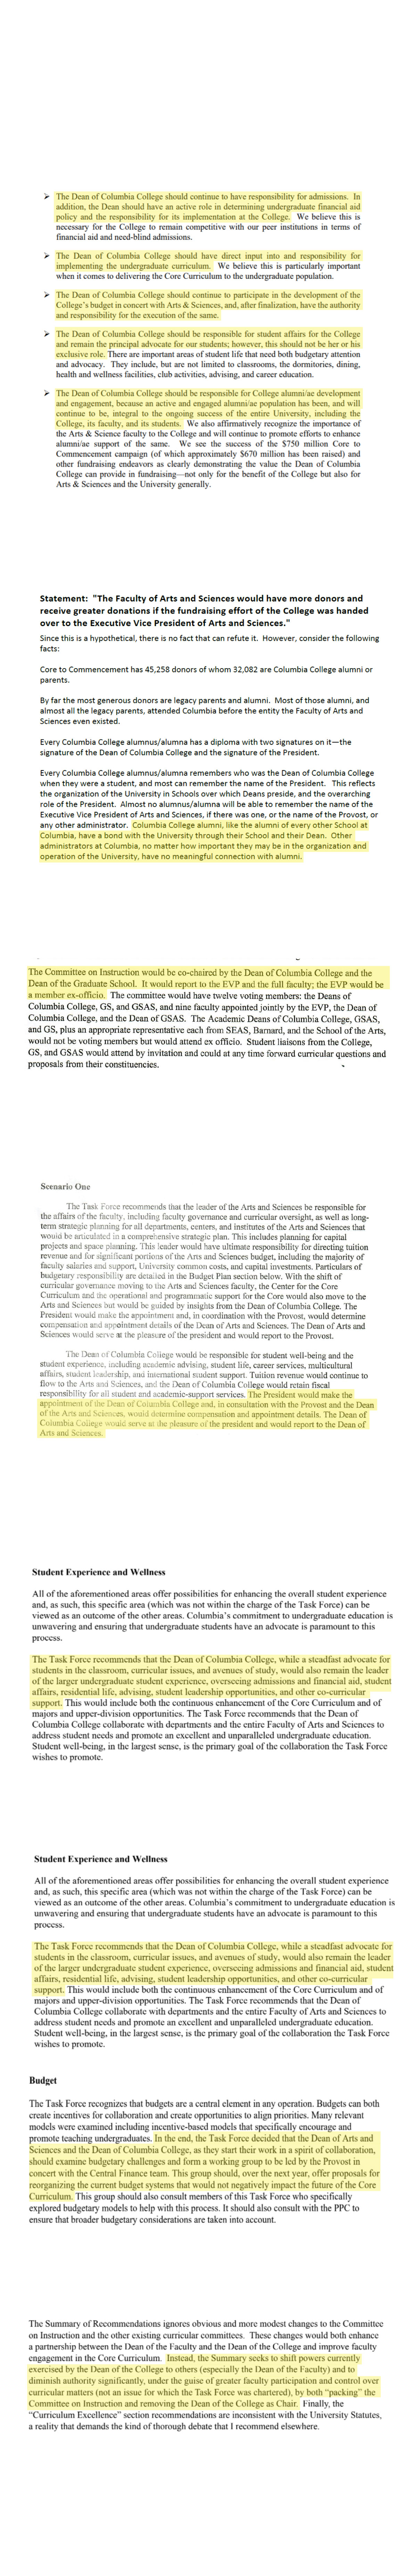 ➢ The Dean of Columbia College should continue to have responsibility for admissions. In
addition, the Dean should have an active role in determining undergraduate financial aid
policy and the responsibility for its implementation at the College. We believe this is
necessary for the College to remain competitive with our peer institutions in terms of
financial aid and need-blind admissions.
➢ The Dean of Columbia College should have direct input into and responsibility for
implementing the undergraduate curriculum. We believe this is particularly important
when it comes to delivering the Core Curriculum to the undergraduate population.
➢ The Dean of Columbia College should continue to participate in the development of the
College's budget in concert with Arts & Sciences, and, after finalization, have the authority
and responsibility for the execution of same.
➢ The Dean of Columbia College should be responsible for student affairs for the College
and remain the principal advocate for our students; however, this should not be her or his
exclusive role. There are important areas of student life that need both budgetary attention
and advocacy. They include, but are not limited to classrooms, the dormitories, dining,
health and wellness facilities, club activities, advising, and career education.
➢ The Dean of Columbia College should be responsible for College alumni/ae development
and engagement, because an active and engaged alumni/ae population has been, and will
continue to be, integral to the ongoing success of the entire University, including the
College, its faculty, and its students. We also affirmatively recognize the importance of
the Arts & Science faculty to the College and will continue to promote efforts to enhance
alumni/ae support of the same. We see the success of the $750 million Core to
Commencement campaign (of which approximately $670 million has been raised) and
other fundraising endeavors as clearly demonstrating the value the Dean of Columbia
College can provide in fundraising—not only for the benefit of the College but also for
Arts & Sciences and the University generally.
Statement: "The Faculty of Arts and Sciences would have more donors and
receive greater donations if the fundraising effort of the College was handed
over to the Executive Vice President of Arts and Sciences."
Since this is a hypothetical, there is no fact that can refute it. However, consider the following
facts:
Core to Commencement has 45,258 donors of whom 32,082 are Columbia College alumni or
parents.
By far the most generous donors are legacy parents and alumni. Most of those alumni, and
almost all the legacy parents, attended Columbia before the entity the Faculty of Arts and
Sciences even existed.
Every Columbia College alumnus/alumna has a diploma with two signatures on it—the
signature of the Dean of Columbia College and the signature of the President.
Every Columbia College alumnus/alumna remembers who was the Dean of Columbia College
when they were a student, and most can remember the name of the President. This reflects
the organization of the University in Schools over which Deans preside, and the overarching
role of the President. Almost no alumnus/alumna will be able to remember the name of the
Executive Vice President of Arts and Sciences, if there was one, or the name of the Provost, or
any other administrator. Columbia College alumni, like the alumni of every other School at
Columbia, have a bond with the University through their School and their Dean. Other
administrators at Columbia, no matter how important they may be in the organization and
operation of the University, have no meaningful connection with alumni.
The Committee on Instruction would be co-chaired by the Dean of Columbia College and the
Dean of the Graduate School. It would report to the EVP and the full faculty; the EVP would be
a member ex-officio. The committee would have twelve voting members: the Deans of
Columbia College, GS, and GSAS, and nine faculty appointed jointly by the EVP, the Dean of
Columbia College, and the Dean of GSAS. The Academic Deans of Columbia College, GSAS,
and GS, plus an appropriate representative each from SEAS, Barnard, and the School of the Arts,
would not be voting members but would attend ex officio. Student liaisons from the College,
GS, and GSAS would attend by invitation and could at any time forward curricular questions and
proposals from their constituencies.
Scenario One
The Task Force recommends that the leader of the Arts and Sciences be responsible for
the affairs of the faculty, including faculty governance and curricular oversight, as well as long-
term strategic planning for all departments, centers, and institutes of the Arts and Sciences that
would be articulated in a comprehensive strategic plan. This includes planning for capital
projects and space planning. This leader would have ultimate responsibility for directing tuition
revenue and for significant portions of the Arts and Sciences budget, including the majority of
faculty salaries and support, University common costs, and capital investments. Particulars of
budgetary responsibility are detailed in the Budget Plan section below. With the shift of
curricular governance moving to the Arts and Sciences faculty, the Center for the Core
Curriculum and the operational and programmatic support for the Core would also move to the
Arts and Sciences but would be guided by insights from the Dean of Columbia College. The
President would make the appointment and, in coordination with the Provost, would determine
compensation and appointment details of the Dean of Arts and Sciences. The Dean of Arts and
Sciences would serve at the pleasure of the president and would report to the Provost.
The Dean of Columbia College would be responsible for student well-being and the
student experience, including academic advising, student life, career services, multicultural
affairs, student leadership, and international student support. Tuition revenue would continue to
flow to the Arts and Sciences, and the Dean of Columbia College would retain fiscal
responsibility for all student and academic-support services. The President would make the
appointment of the Dean of Columbia College and, in consultation with the Provost and the Dean
of the Arts and Sciences, would determine compensation and appointment details. The Dean of
Columbia College would serve at the pleasure of the president and would report to the Dean of
Arts and Sciences.
Student Experience and Wellness
All of the aforementioned areas offer possibilities for enhancing the overall student experience
and, as such, this specific area (which was not within the charge of the Task Force) can be
viewed as an outcome of the other areas. Columbia's commitment to undergraduate education is
unwavering and ensuring that undergraduate students have an advocate is paramount to this
process.
The Task Force recommends that the Dean of Columbia College, while a steadfast advocate for
students in the classroom, curricular issues, and avenues of study, would also remain the leader
of the larger undergraduate student experience, overseeing admissions and financial aid, student
affairs, residential life, advising, student leadership opportunities, and other co-curricular
support. This would include both the continuous enhancement of the Core Curriculum and of
majors and upper-division opportunities. The Task Force recommends that the Dean of
Columbia College collaborate with departments and the entire Faculty of Arts and Sciences to
address student needs and promote an excellent and unparalleled undergraduate education.
Student well-being, in the largest sense, is the primary goal of the collaboration the Task Force
wishes to promote.
Student Experience and Wellness
All of the aforementioned areas offer possibilities for enhancing the overall student experience
and, as such, this specific area (which was not within the charge of the Task Force) can be
viewed as an outcome of the other areas. Columbia's commitment to undergraduate education is
unwavering and ensuring that undergraduate students have an advocate is paramount to this
process.
The Task Force recommends that the Dean of Columbia College, while a steadfast advocate for
students in the classroom, curricular issues, and avenues of study, would also remain the leader
of the larger undergraduate student experience, overseeing admissions and financial aid, student
affairs, residential life, advising, student leadership opportunities, and other co-curricular
support. This would include both the continuous enhancement of the Core Curriculum and of
majors and upper-division opportunities. The Task Force recommends that the Dean of
Columbia College collaborate with departments and the entire Faculty of Arts and Sciences to
address student needs and promote an excellent and unparalleled undergraduate education.
Student well-being, in the largest sense, is the primary goal of the collaboration the Task Force
wishes to promote.
Budget
The Task Force recognizes that budgets are a central element in any operation. Budgets can both
create incentives for collaboration and create opportunities to align priorities. Many relevant
models were examined including incentive-based models that specifically encourage and
promote teaching undergraduates. In the end, the Task Force decided that the Dean of Arts and
Sciences and the Dean of Columbia College, as they start their work in a spirit of collaboration,
should examine budgetary challenges and form a working group to be led by the Provost in
concert with the Central Finance team. This group should, over the next year, offer proposals for
reorganizing the current budget systems that would not negatively impact the future of the Core
Curriculum. This group should also consult members of this Task Force who specifically
explored budgetary models to help with this process. It should also consult with the PPC to
ensure that broader budgetary considerations are taken into account.
The Summary of Recommendations ignores obvious and more modest changes to the Committee
on Instruction and the other existing curricular committees. These changes would both enhance
a partnership between the Dean of the Faculty and the Dean of the College and improve faculty
engagement in the Core Curriculum. Instead, the Summary seeks to shift powers currently
exercised by the Dean of the College to others (especially the Dean of the Faculty) and to
diminish authority significantly, under the guise of greater faculty participation and control over
curricular matters (not an issue for which the Task Force was chartered), by both "packing" the
Committee on Instruction and removing the Dean of the College as Chair. Finally, the
"Curriculum Excellence" section recommendations are inconsistent with the University Statutes,
a reality that demands the kind of thorough debate that I recommend elsewhere.